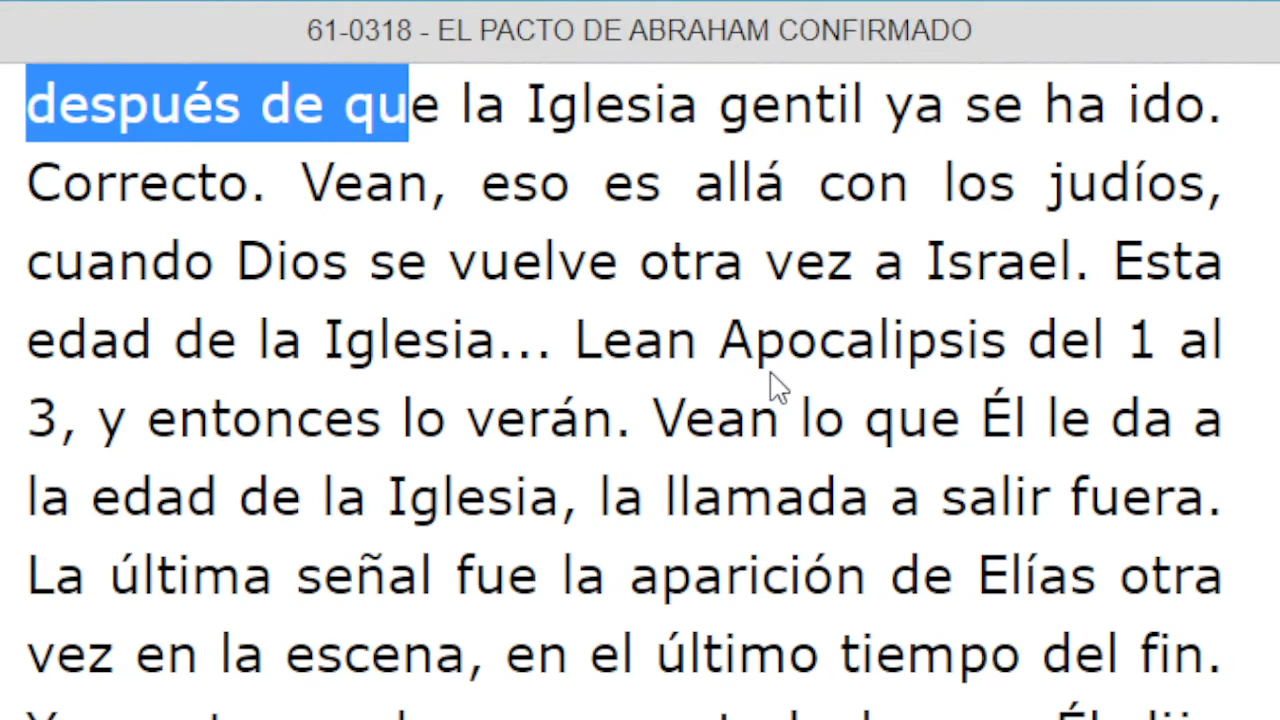 61-0318 - EL PACTO DE ABRAHAM CONFIRMADO
después de que la Iglesia gentil ya se ha ido.
Correcto. Vean, eso es allá con los judíos,
cuando Dios se vuelve otra vez a Israel. Esta
edad de la Iglesia... Lean Apocalipsis del 1 al
3, y entonces lo verán. Vean lo que Él le da a
la edad de la Iglesia, la llamada a salir fuera.
La última señal fue la aparición de Elías otra
vez en la escena, en el último tiempo del fin.